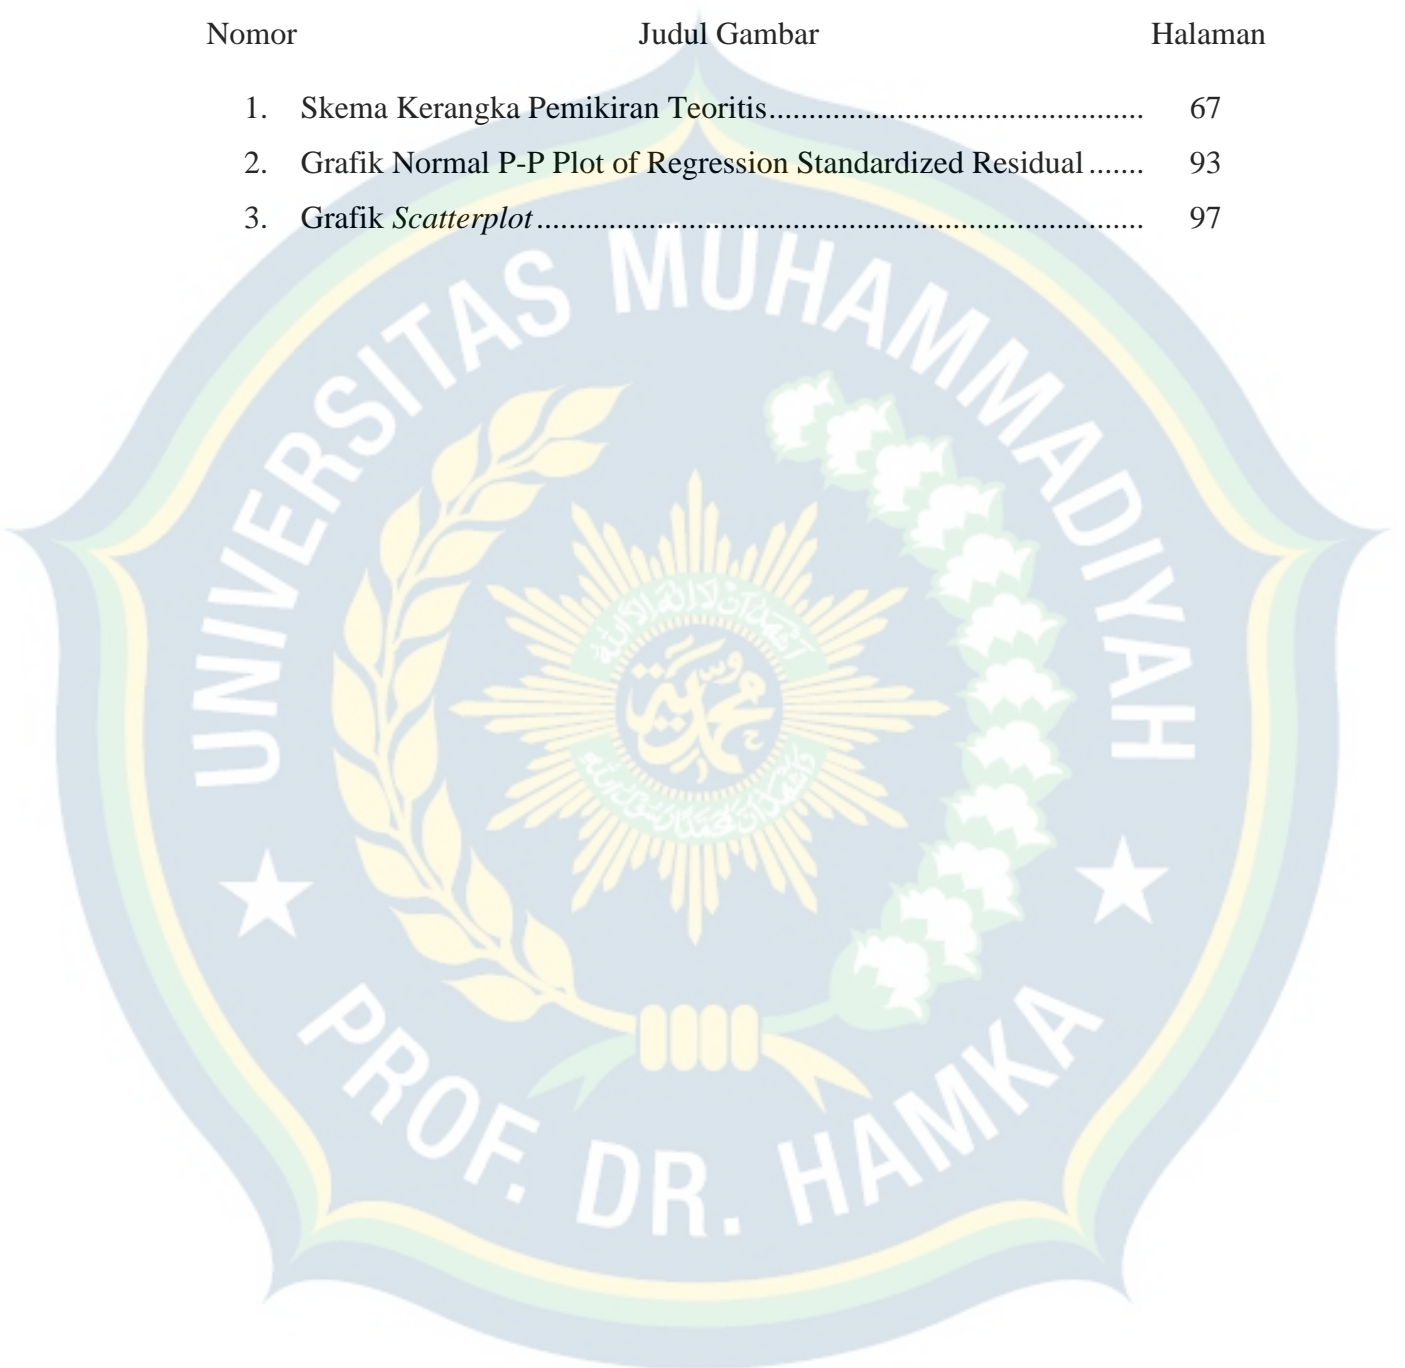 Nomor Judul Gambar Halaman
1. Skema Kerangka Pemikiran Teoritis............................................... 67
2. Grafik Normal P-P Plot of Regression Standardized Residual ....... 93
3. Grafik Scatterplot ............................................................................ 97
UNIVERSITAS MUHAMMADIYAH
PROF. DR. HAMKA